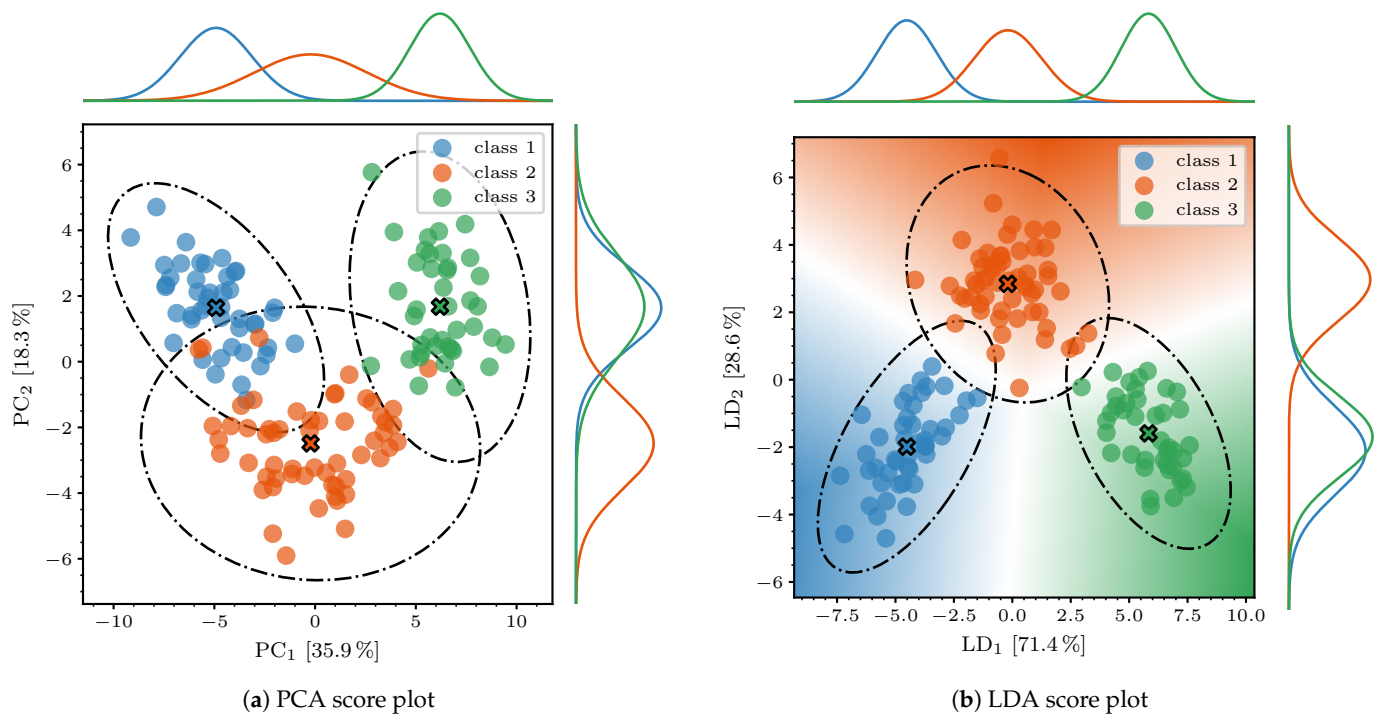 class 1
class 2
class 3
6
4
2
0
−2
−4
−6
PC2 [18.3 %]
−10
−5
0
5
10
PC1 [35.9 %]
(a) PCA score plot
class 1
class 2
class 3
6
4
2
0
−2
−4
−6
LD2 [28.6 %]
−7.5
−5.0
−2.5
0.0
2.5
5.0
7.5
10.0
LD1 [71.4 %]
(b) LDA score plot